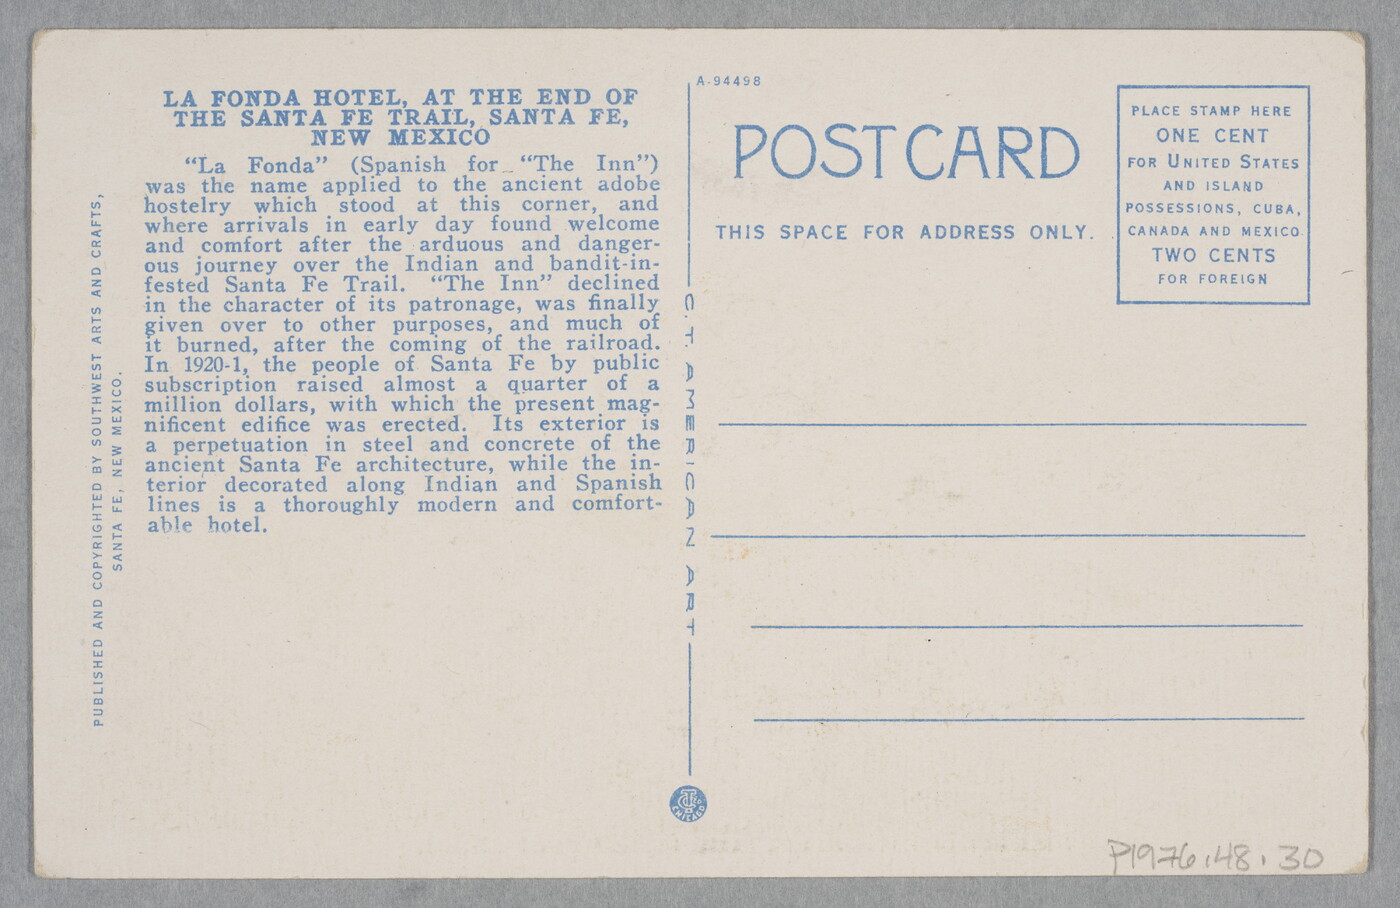 LA FONDA HOTEL, AT THE END OF
THE SANTA FE TRAIL, SANTA FE,
NEW MEXICO
"La Fonda" (Spanish for "The Inn")
was the name applied to the ancient adobe
hostelry which stood at this corner, and
where arrivals in early day found welcome
and comfort after the arduous and danger-
ous journey over the Indian and bandit-in-
fested Santa Fe Trail. "The Inn" declined
in the character of its patronage, was finally
given over to other purposes, and much of
it burned, after the coming of the railroad.
In 1920-1, the people of Santa Fe by public
subscription raised almost a quarter of a
million dollars, with which the present mag-
nificent edifice was erected. Its exterior is
a perpetuation in steel and concrete of the
ancient Santa Fe architecture, while the in-
terior decorated along Indian and Spanish
lines is a thoroughly modern and comfort-
able hotel.
PUBLISHED AND COPYRIGHTED BY SOUTHWEST ARTS AND CRAFTS,
SANTA FE, NEW MEXICO.
A-94498
C. T. AMERICAN ART
CHICAGO
POST CARD
THIS SPACE FOR ADDRESS ONLY.
PLACE STAMP HERE
ONE CENT
FOR UNITED STATES
AND ISLAND
POSSESSIONS, CUBA,
CANADA AND MEXICO
TWO CENTS
FOR FOREIGN
P1976.48.30